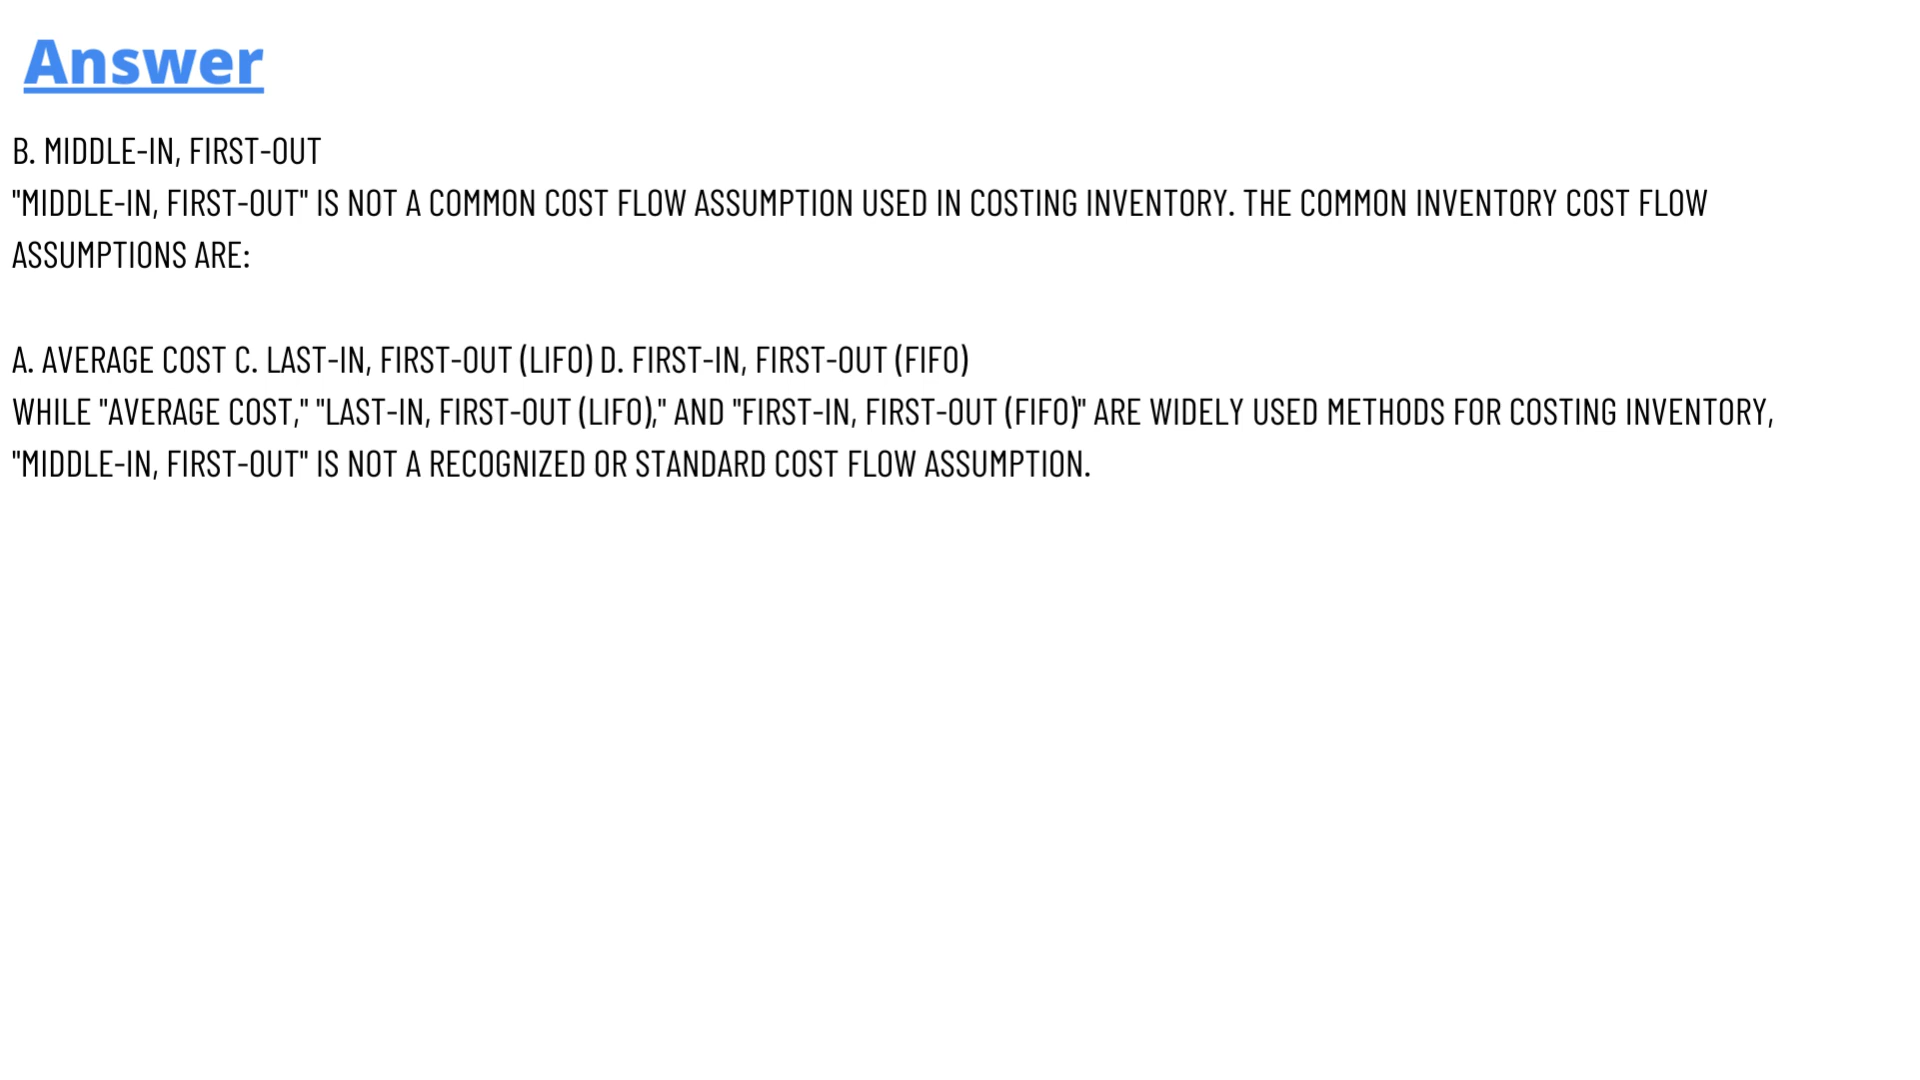 Answer
B. MIDDLE-IN, FIRST-OUT
"MIDDLE-IN, FIRST-OUT" IS NOT A COMMON COST FLOW ASSUMPTION USED IN COSTING INVENTORY. THE COMMON INVENTORY COST FLOW
ASSUMPTIONS ARE:
A. AVERAGE COST C. LAST-IN, FIRST-OUT (LIFO) D. FIRST-IN, FIRST-OUT (FIFO)
WHILE "AVERAGE COST," "LAST-IN, FIRST-OUT (LIFO)," AND "FIRST-IN, FIRST-OUT (FIFO)" ARE WIDELY USED METHODS FOR COSTING INVENTORY,
"MIDDLE-IN, FIRST-OUT" IS NOT A RECOGNIZED OR STANDARD COST FLOW ASSUMPTION.